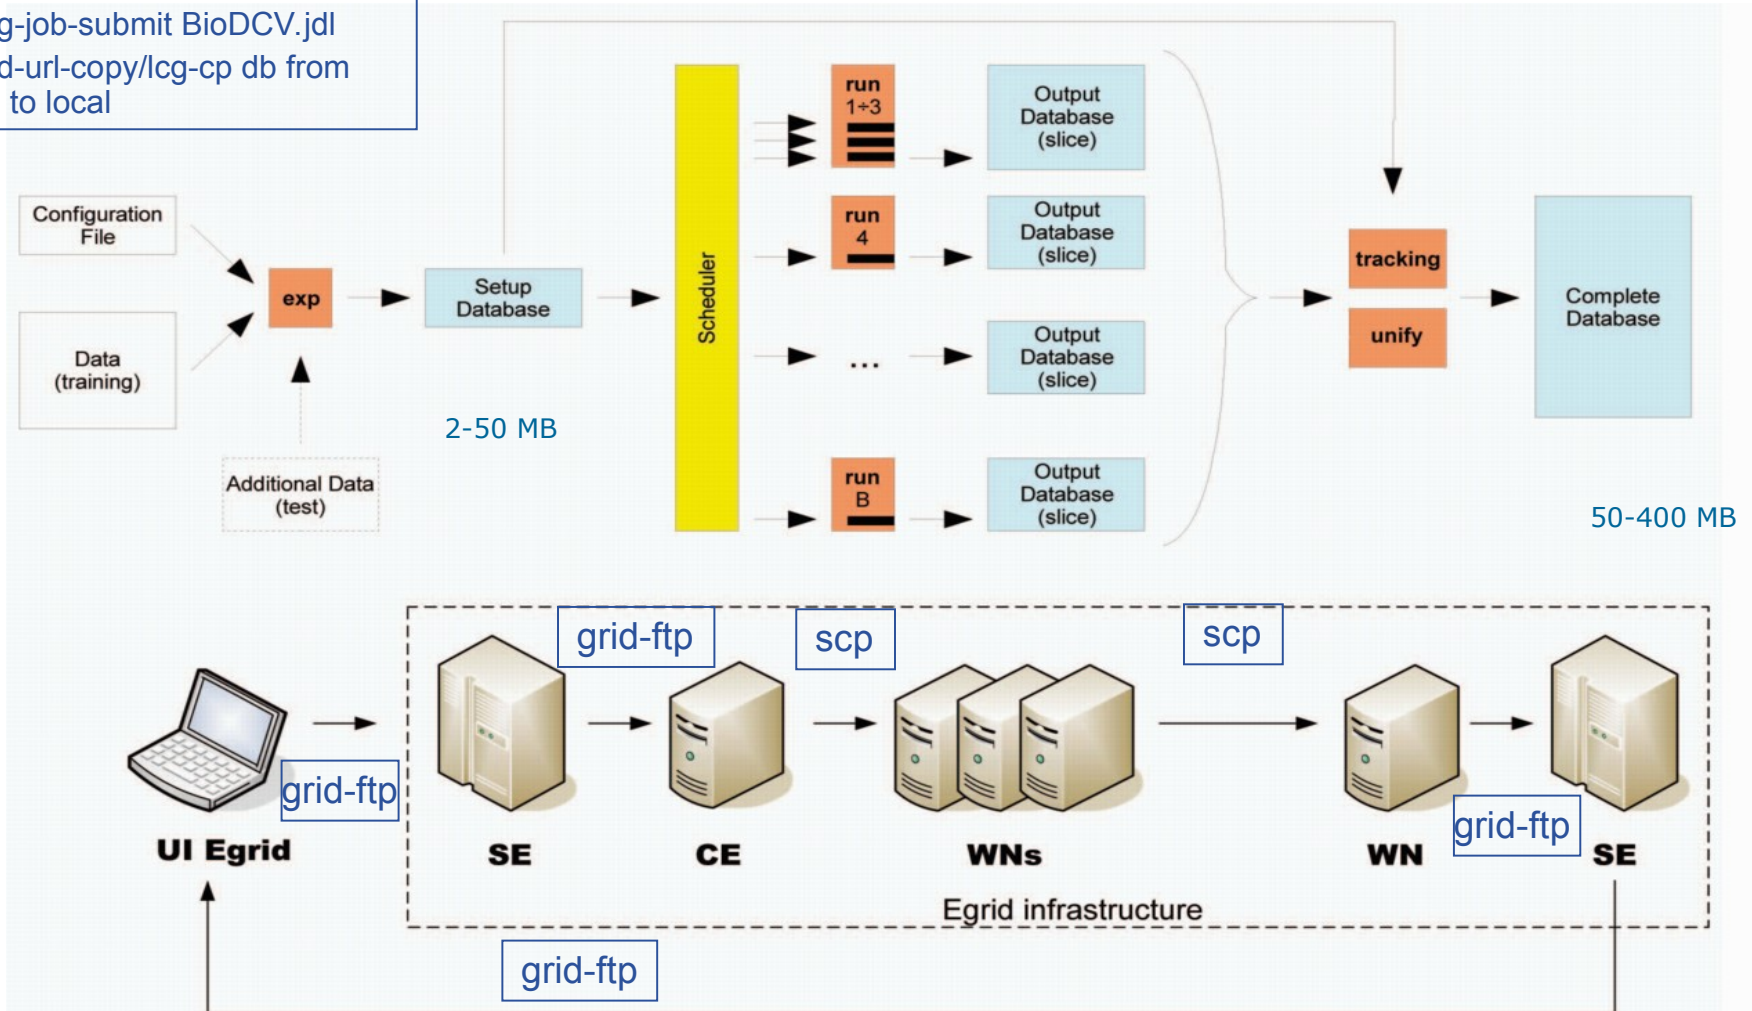 g-job-submit BioDCV.jdl
d-url-copy/lcg-cp db from
to local
Configuration
File
Data
(training)
exp
Additional Data
(test)
Setup
Database
2-50 MB
Scheduler
run
1÷3
run
4
...
run
B
Output
Database
(slice)
Output
Database
(slice)
Output
Database
(slice)
Output
Database
(slice)
tracking
unify
Complete
Database
50-400 MB
grid-ftp
scp
scp
grid-ftp
grid-ftp
UI Egrid
SE
CE
WNs
WN
SE
Egrid infrastructure
grid-ftp